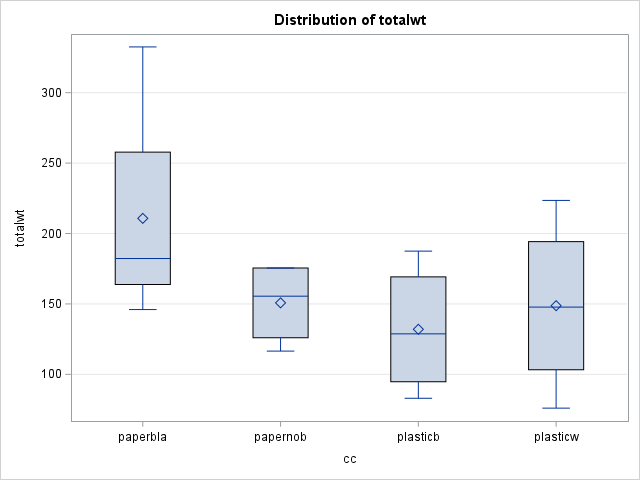 Distribution of totalwt
300
250
200
150
100
totalwt
paperbla papernob plasticb plasticw
cc